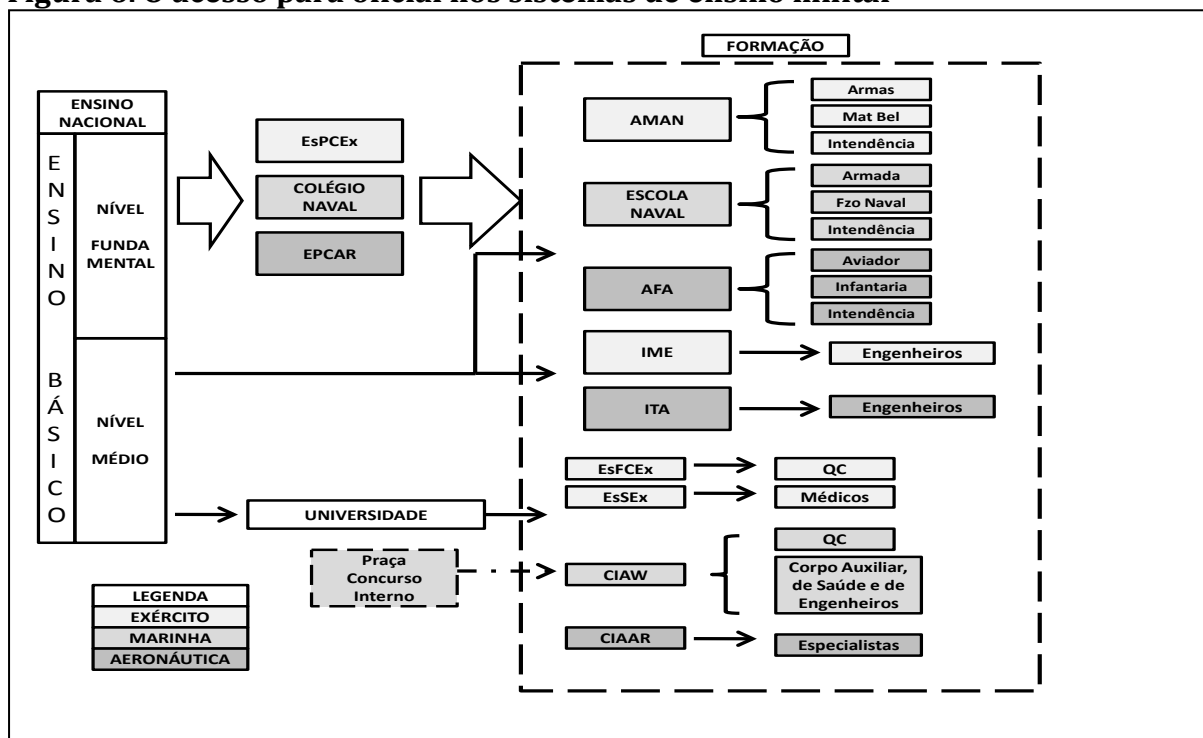 Figura O acesso para oficial nos sistemas de ensino militar
FORMAÇÃO
ENSINO
NACIONAL
ENSINO
BÁSICO
NÍVEL
FUNDA
MENTAL
NÍVEL
MÉDIO
EsPCEx
COLÉGIO
NAVAL
EPCAR
UNIVERSIDADE
Praça
Concurso
Interno
AMAN
Armas
Mat Bel
Intendência
ESCOLA
NAVAL
Armada
Fzo Naval
Intendência
AFA
Aviador
Infantaria
Intendência
IME
Engenheiros
ITA
Engenheiros
EsFCEx
QC
EsSEx
Médicos
CIAW
QC
Corpo Auxiliar,
de Saúde e de
Engenheiros
CIAAR
Especialistas
LEGENDA
EXÉRCITO
MARINHA
AERONÁUTICA